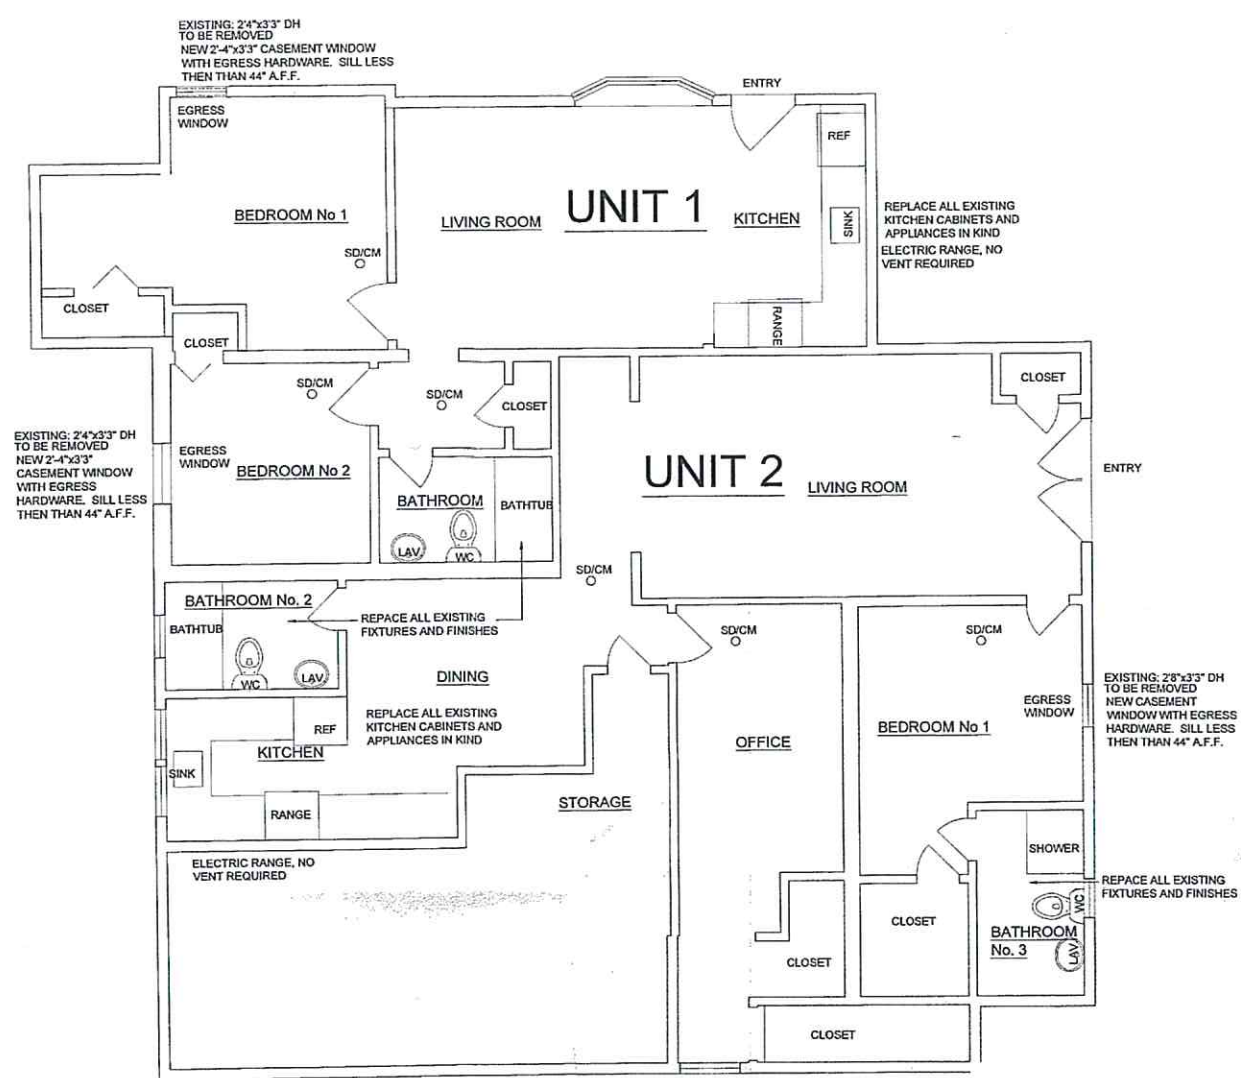 EXISTING: 2'4"x3'3" DH
TO BE REMOVED
NEW 2'-4"x3'3" CASEMENT WINDOW
WITH EGRESS HARDWARE. SILL LESS
THEN THAN 44" A.F.F.
ENTRY
EGRESS
WINDOW
REF
BEDROOM No 1
LIVING ROOM
UNIT 1
KITCHEN
SINK
REPLACE ALL EXISTING
KITCHEN CABINETS AND
APPLIANCES IN KIND
ELECTRIC RANGE, NO
VENT REQUIRED
SD/CM
CLOSET
RANGE
CLOSET
SD/CM
SD/CM
CLOSET
CLOSET
EXISTING: 2'4"x3'3" DH
TO BE REMOVED
NEW 2'-4"x3'3"
CASEMENT WINDOW
WITH EGRESS
HARDWARE. SILL LESS
THEN THAN 44" A.F.F.
EGRESS
WINDOW
BEDROOM No 2
UNIT 2
LIVING ROOM
ENTRY
BATHROOM
BATHTUB
LAV.
WC
SD/CM
BATHROOM No. 2
BATHTUB
REPACE ALL EXISTING
FIXTURES AND FINISHES
SD/CM
SD/CM
WC
LAV.
DINING
EXISTING: 2'8"x3'3" DH
TO BE REMOVED
NEW CASEMENT
WINDOW WITH EGRESS
HARDWARE. SILL LESS
THEN THAN 44" A.F.F.
EGRESS
WINDOW
REPLACE ALL EXISTING
KITCHEN CABINETS AND
APPLIANCES IN KIND
REF
KITCHEN
OFFICE
BEDROOM No 1
SINK
RANGE
STORAGE
SHOWER
ELECTRIC RANGE, NO
VENT REQUIRED
REPACE ALL EXISTING
FIXTURES AND FINISHES
WC
CLOSET
BATHROOM
No. 3
LAV.
CLOSET
CLOSET